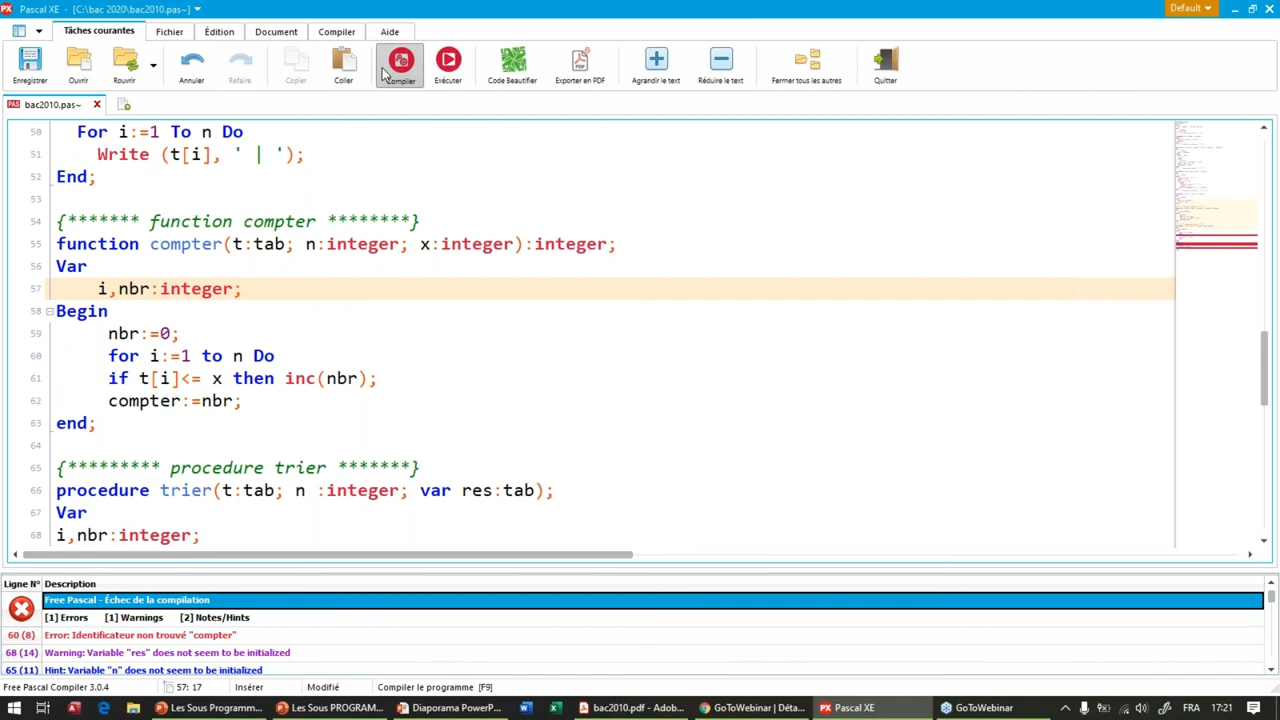 Pascal XE - [C:\bac 2020\bac2010.pas~]
Default
Tâches courantes Fichier Édition Document Compiler Aide
Enregistrer Ouvrir Rouvrir Annuler Refaire Copier Coller Compiler Exécuter Code Beautifier Exporter en PDF Agrandir le text Réduire le text Fermer tous les autres Quitter
PAS bac2010.pas~
50 For i:=1 To n Do
51 Write (t[i], ' | ');
52 End;
53
54 {******* function compter ********}
55 function compter(t:tab; n:integer; x:integer):integer;
56 Var
57 i,nbr:integer;
58 Begin
59 nbr:=0;
60 for i:=1 to n Do
61 if t[i]<= x then inc(nbr);
62 compter:=nbr;
63 end;
64
65 {********* procedure trier *******}
66 procedure trier(t:tab; n :integer; var res:tab);
67 Var
68 i,nbr:integer;
Ligne N° Description
Free Pascal - Échec de la compilation
[1] Errors [1] Warnings [2] Notes/Hints
60 (8) Error: Identificateur non trouvé "compter"
68 (14) Warning: Variable "res" does not seem to be initialized
65 (11) Hint: Variable "n" does not seem to be initialized
Free Pascal Compiler 3.0.4 57: 17 Insérer Modifié Compiler le programme [F9]
Les Sous Programm... Les Sous PROGRAM... Diaporama PowerP... bac2010.pdf - Adob... GoToWebinar | Déta... Pascal XE GoToWebinar FRA 17:21